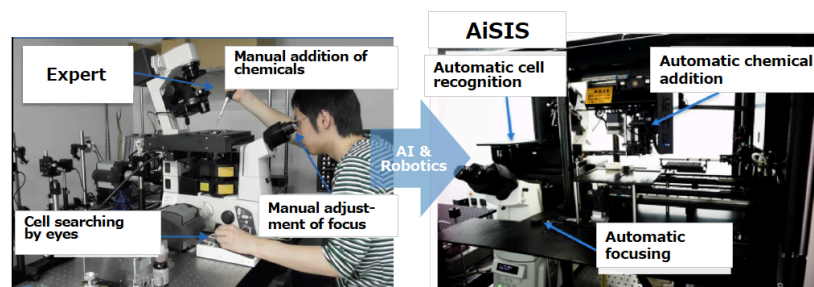 Expert
Manual addition of
chemicals
Cell searching
by eyes
Manual adjust-
ment of focus
AI &
Robotics
AiSIS
Automatic cell
recognition
Automatic chemical
addition
Automatic
focusing